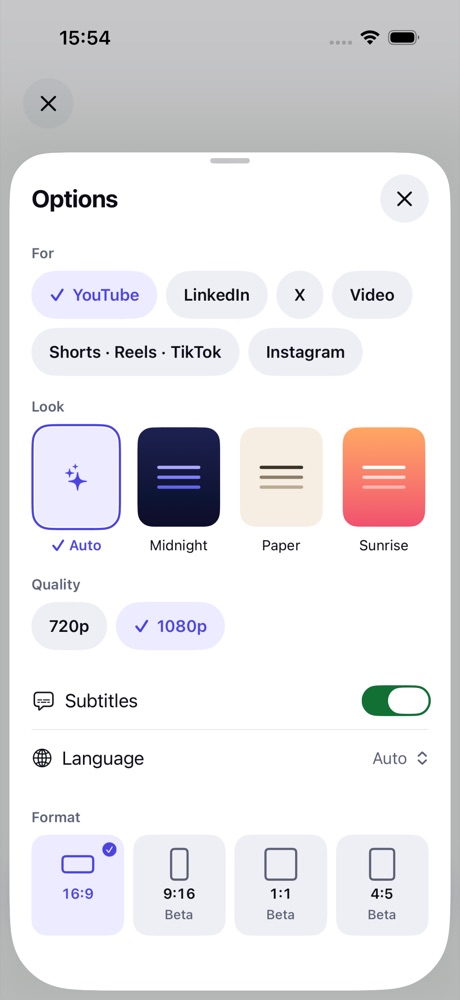 15:54
Options
For
YouTube
LinkedIn
X
Video
Shorts · Reels · TikTok
Instagram
Look
Auto
Midnight
Paper
Sunrise
Quality
720p
1080p
Subtitles
Language
Auto
Format
16:9
9:16
Beta
1:1
Beta
4:5
Beta